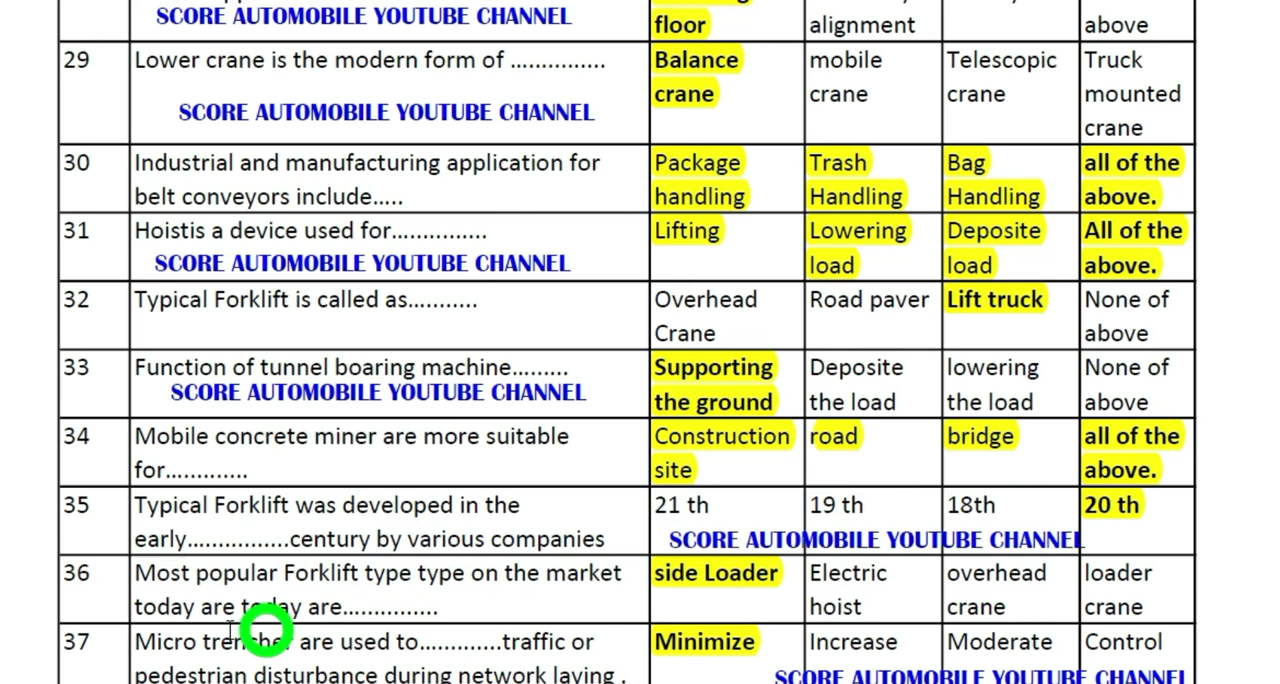 SCORE AUTOMOBILE YOUTUBE CHANNEL
floor
alignment
above
29
Lower crane is the modern form of ...............
SCORE AUTOMOBILE YOUTUBE CHANNEL
Balance
crane
mobile
crane
Telescopic
crane
Truck
mounted
crane
30
Industrial and manufacturing application for
belt conveyors include.....
Package
handling
Trash
Handling
Bag
Handling
all of the
above.
31
Hoistis a device used for...............
SCORE AUTOMOBILE YOUTUBE CHANNEL
Lifting
Lowering
load
Deposite
load
All of the
above.
32
Typical Forklift is called as...........
Overhead
Crane
Road paver
Lift truck
None of
above
33
Function of tunnel boaring machine.........
SCORE AUTOMOBILE YOUTUBE CHANNEL
Supporting
the ground
Deposite
the load
lowering
the load
None of
above
34
Mobile concrete miner are more suitable
for.............
Construction
site
road
bridge
all of the
above.
35
Typical Forklift was developed in the
early................century by various companies
21 th
19 th
18th
20 th
SCORE AUTOMOBILE YOUTUBE CHANNEL
36
Most popular Forklift type type on the market
today are today are...............
side Loader
Electric
hoist
overhead
crane
loader
crane
37
Micro trencher are used to.............traffic or
pedestrian disturbance during network laying .
Minimize
Increase
Moderate
Control
SCORE AUTOMOBILE YOUTUBE CHANNEL